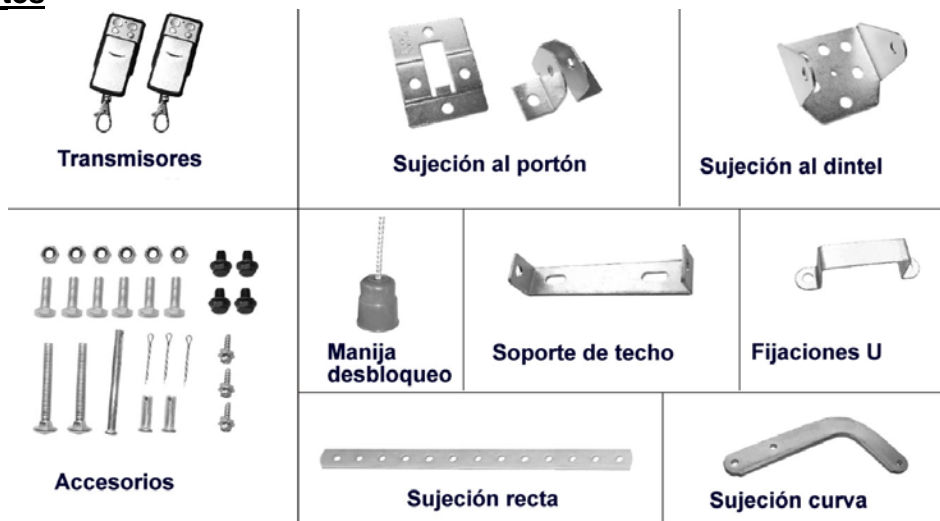 Transmisores
Sujeción al portón
Sujeción al dintel
Manija
desbloqueo
Soporte de techo
Fijaciones U
Accesorios
Sujeción recta
Sujeción curva